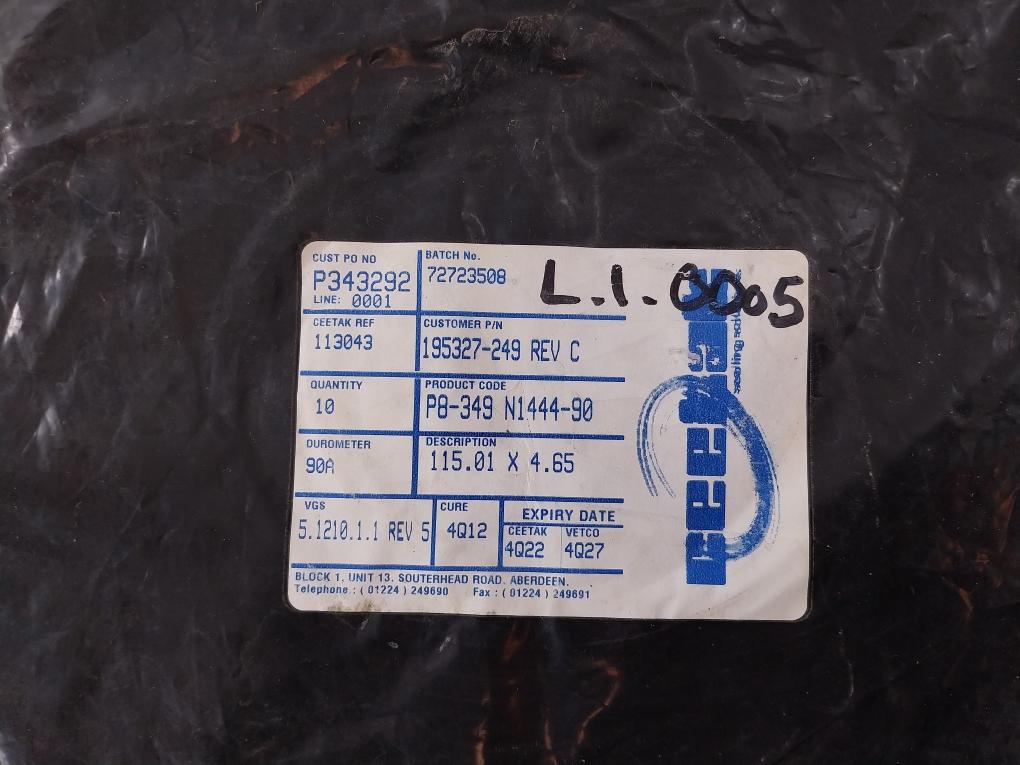 CUST PO NO
P343292
LINE: 0001
BATCH No.
72723508
L.I.0005
CEETAK REF
113043
CUSTOMER P/N
195327-249 REV C
QUANTITY
10
PRODUCT CODE
P8-349 N1444-90
DUROMETER
90A
DESCRIPTION
115.01 X 4.65
VGS
5.1210.1.1 REV 5
CURE
4Q12
EXPIRY DATE
CEETAK
4Q22
VETCO
4Q27
BLOCK 1, UNIT 13, SOUTERHEAD ROAD, ABERDEEN.
Telephone : ( 01224 ) 249690 Fax : ( 01224 ) 249691